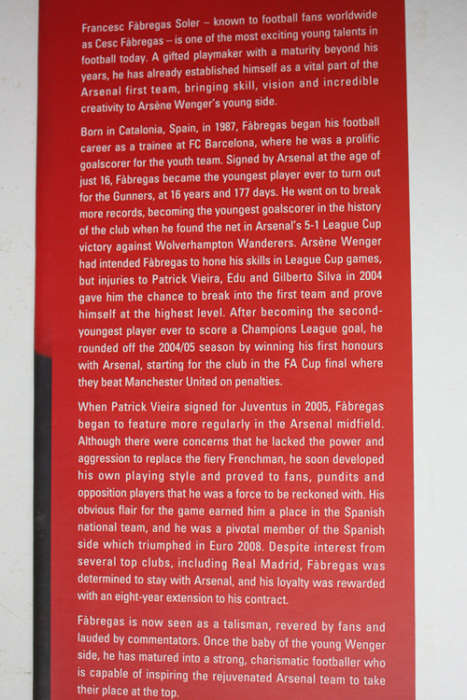 Francesc Fàbregas Soler – known to football fans worldwide
as Cesc Fàbregas – is one of the most exciting young talents in
football today. A gifted playmaker with a maturity beyond his
years, he has already established himself as a vital part of the
Arsenal first team, bringing skill, vision and incredible
creativity to Arsène Wenger's young side.
Born in Catalonia, Spain, in 1987, Fàbregas began his football
career as a trainee at FC Barcelona, where he was a prolific
goalscorer for the youth team. Signed by Arsenal at the age of
just 16, Fàbregas became the youngest player ever to turn out
for the Gunners, at 16 years and 177 days. He went on to break
more records, becoming the youngest goalscorer in the history
of the club when he found the net in Arsenal's 5-1 League Cup
victory against Wolverhampton Wanderers. Arsène Wenger
had intended Fàbregas to hone his skills in League Cup games,
but injuries to Patrick Vieira, Edu and Gilberto Silva in 2004
gave him the chance to break into the first team and prove
himself at the highest level. After becoming the second-
youngest player ever to score a Champions League goal, he
rounded off the 2004/05 season by winning his first honours
with Arsenal, starting for the club in the FA Cup final where
they beat Manchester United on penalties.
When Patrick Vieira signed for Juventus in 2005, Fàbregas
began to feature more regularly in the Arsenal midfield.
Although there were concerns that he lacked the power and
aggression to replace the fiery Frenchman, he soon developed
his own playing style and proved to fans, pundits and
opposition players that he was a force to be reckoned with. His
obvious flair for the game earned him a place in the Spanish
national team, and he was a pivotal member of the Spanish
side which triumphed in Euro 2008. Despite interest from
several top clubs, including Real Madrid, Fàbregas was
determined to stay with Arsenal, and his loyalty was rewarded
with an eight-year extension to his contract.
Fàbregas is now seen as a talisman, revered by fans and
lauded by commentators. Once the baby of the young Wenger
side, he has matured into a strong, charismatic footballer who
is capable of inspiring the rejuvenated Arsenal team to take
their place at the top.